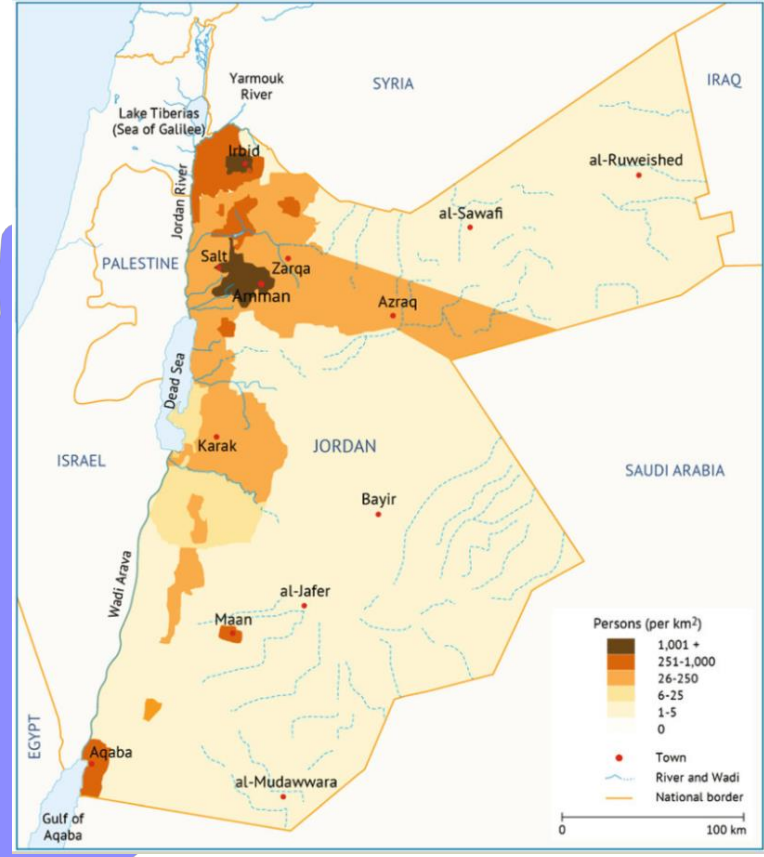 Yarmouk
River
SYRIA
IRAQ
Lake Tiberias
(Sea of Galilee)
Irbid
al-Ruweished
Jordan River
al-Sawafi
PALESTINE
Salt
Zarqa
Amman
Azraq
Dead Sea
Karak
JORDAN
ISRAEL
SAUDI ARABIA
Bayir
Wadi Arava
al-Jafer
Maan
Persons (per km²)
1,001 +
251-1,000
26-250
6-25
1-5
0
EGYPT
Aqaba
Town
al-Mudawwara
River and Wadi
National border
Gulf of
Aqaba
0 100 km